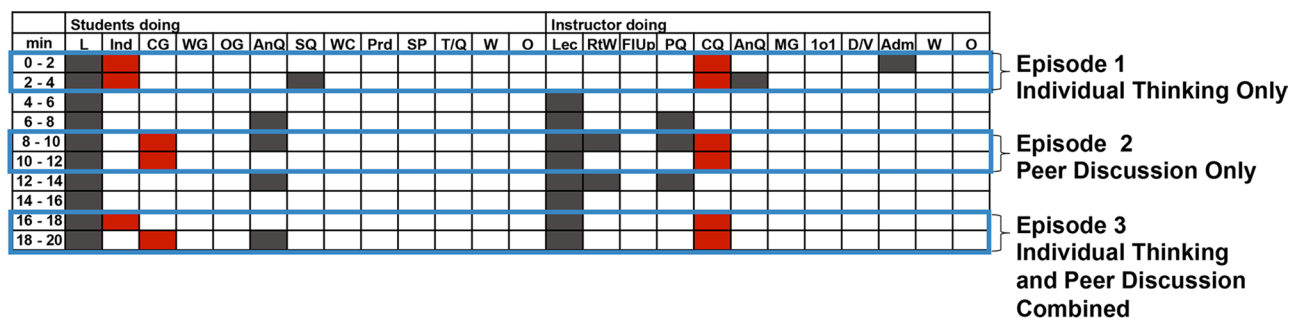 Students doing Instructor doing
min L Ind CG WG OG AnQ SQ WC Prd SP T/Q W O Lec RtW FlUp PQ CQ AnQ MG 1o1 D/V Adm W O
0 - 2
2 - 4
4 - 6
6 - 8
8 - 10
10 - 12
12 - 14
14 - 16
16 - 18
18 - 20
Episode 1
Individual Thinking Only
Episode 2
Peer Discussion Only
Episode 3
Individual Thinking
and Peer Discussion
Combined